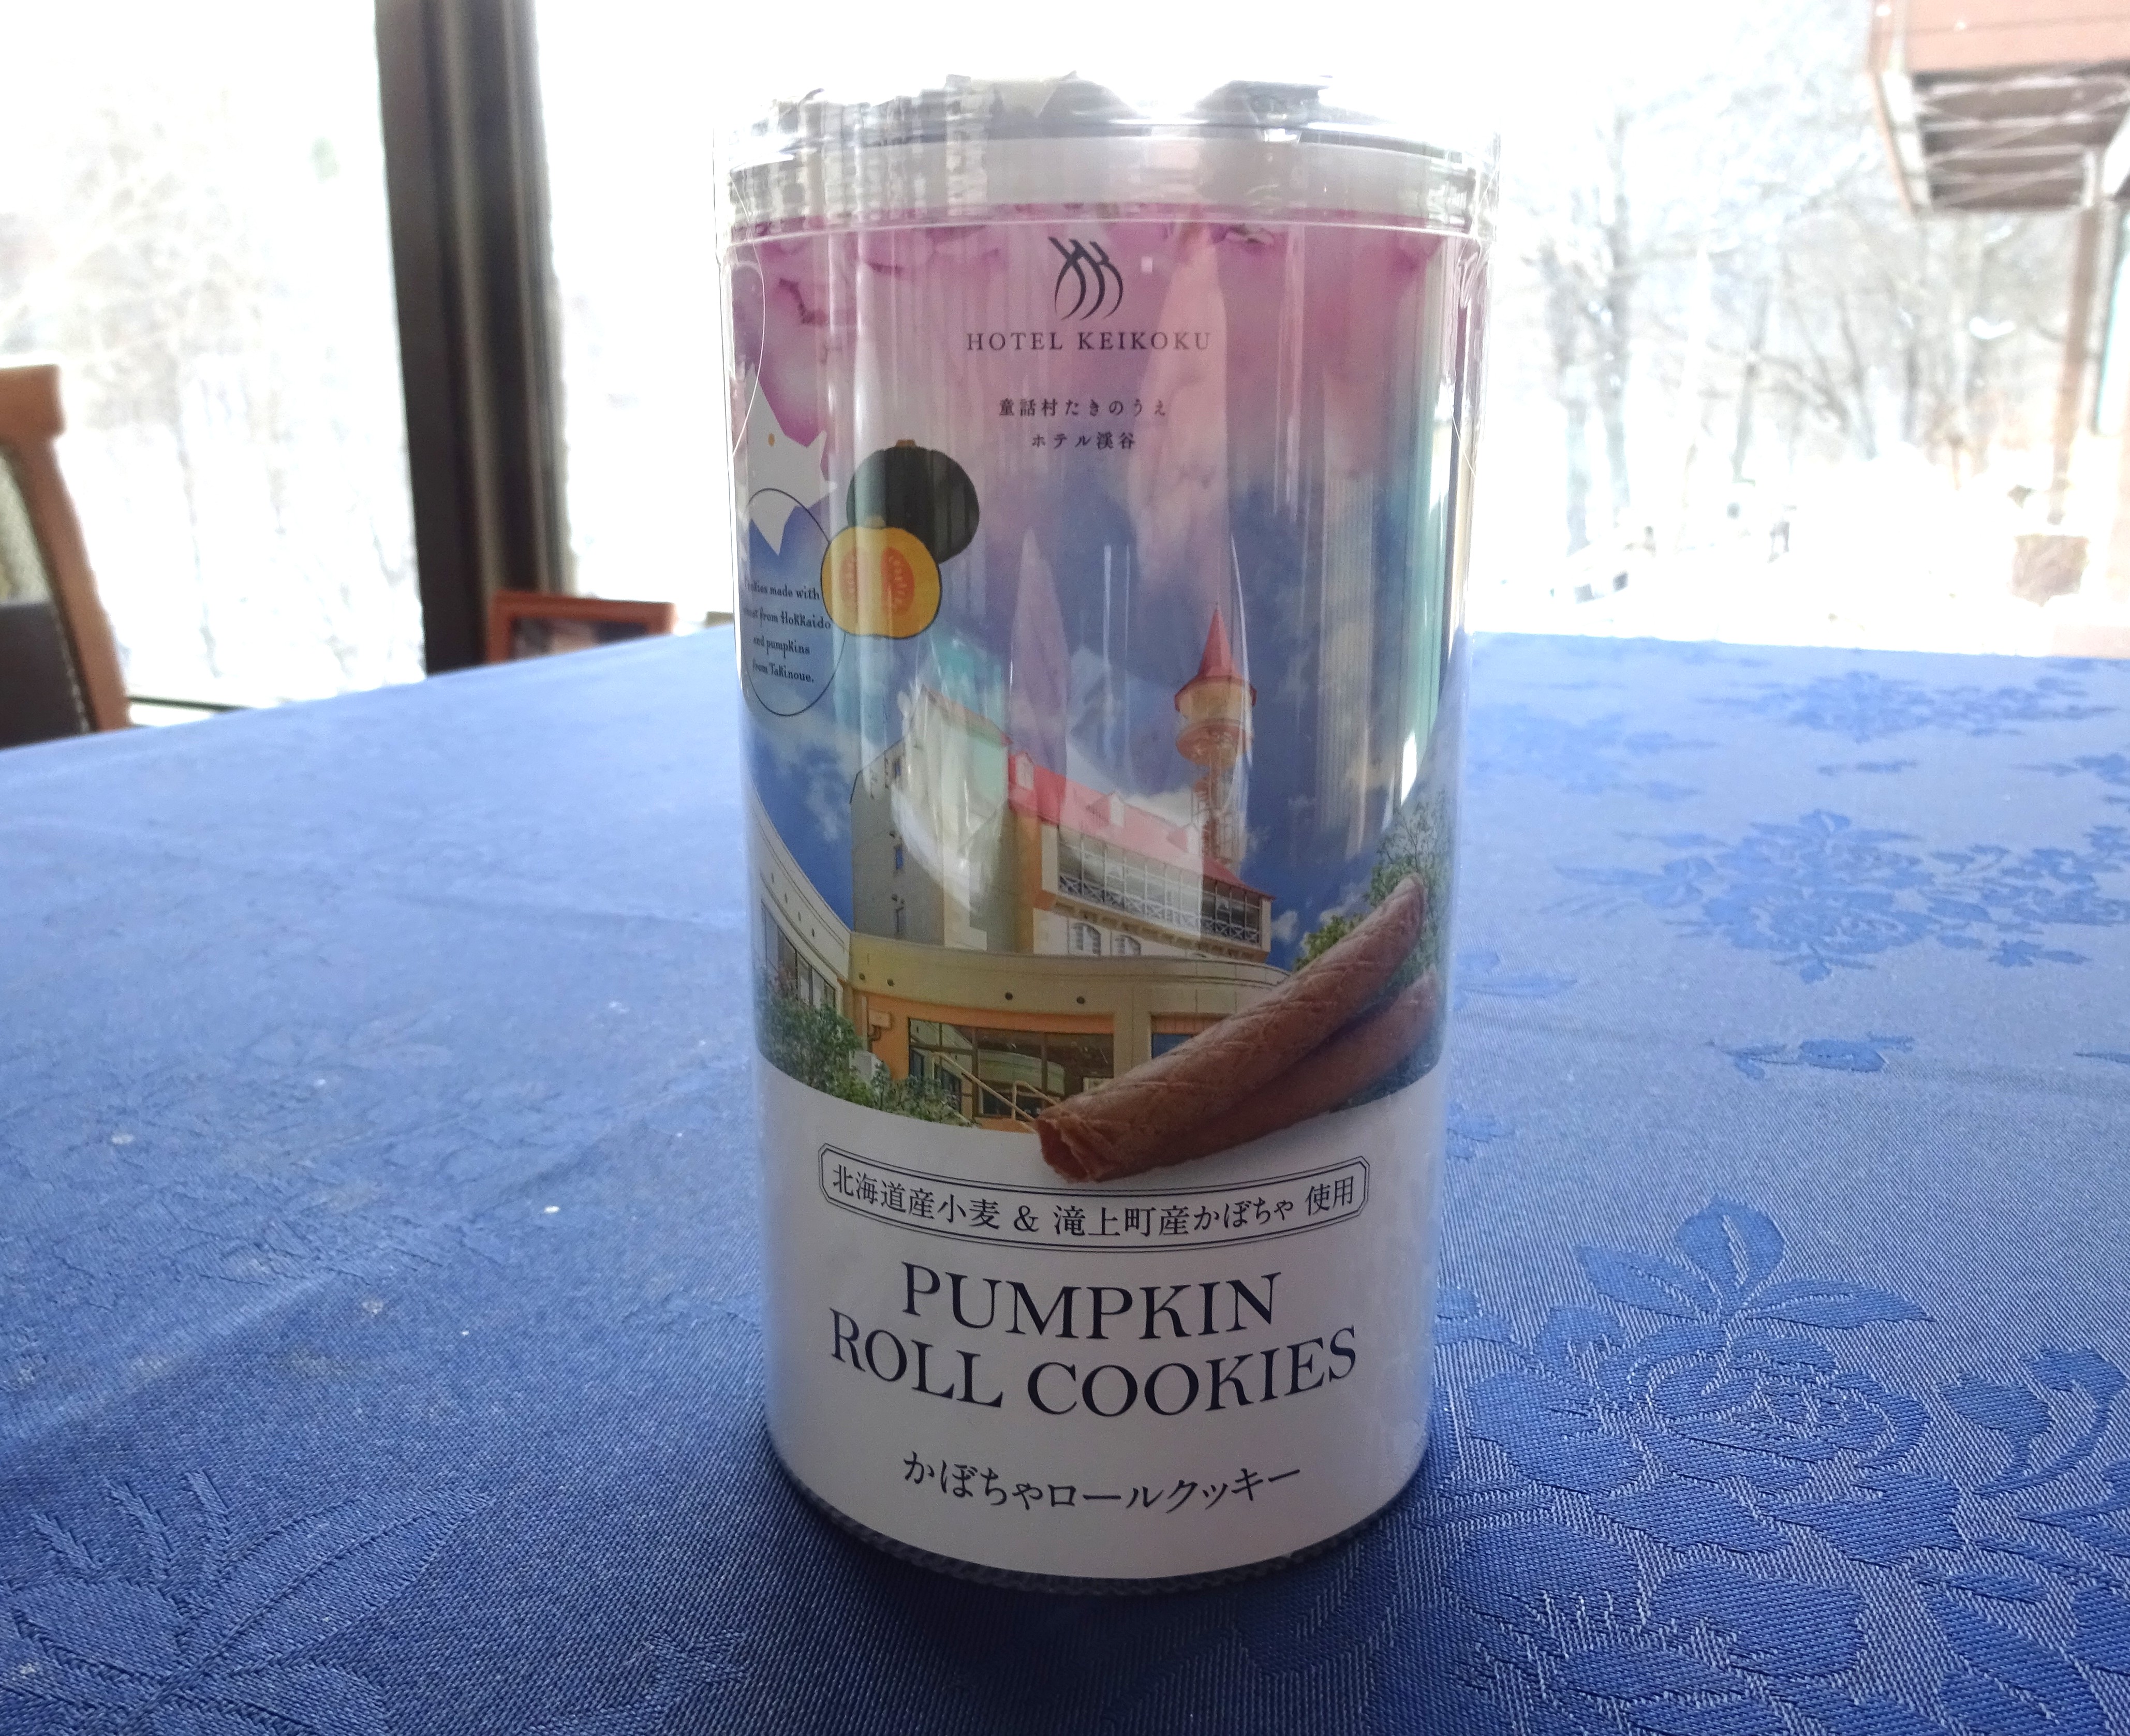 HOTEL KEIKOKU
童話村たきのうえ
ホテル渓谷
made with
from Hokkaido
and pumpkins
from Takinoue.
北海道産小麦 & 滝上町産かぼちゃ 使用
PUMPKIN
ROLL COOKIES
かぼちゃロールクッキー